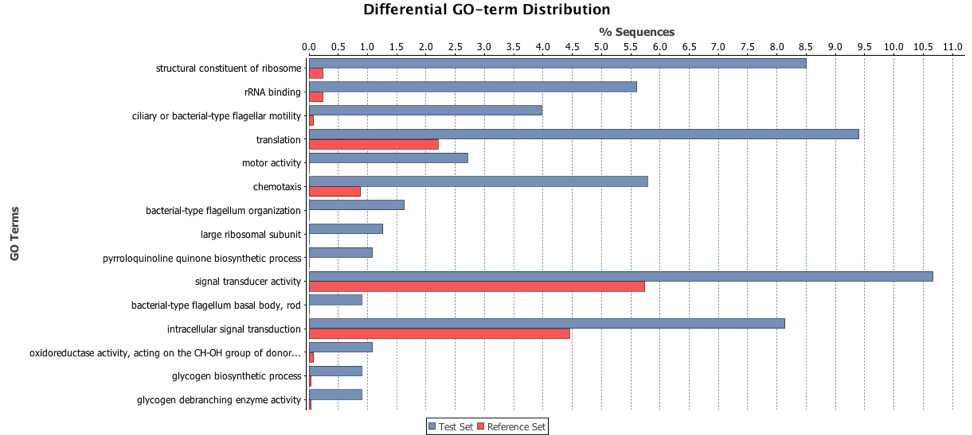 Differential GO-term Distribution
% Sequences
0.0 0.5 1.0 1.5 2.0 2.5 3.0 3.5 4.0 4.5 5.0 5.5 6.0 6.5 7.0 7.5 8.0 8.5 9.0 9.5 10.0 10.5 11.0
GO Terms
structural constituent of ribosome
rRNA binding
ciliary or bacterial-type flagellar motility
translation
motor activity
chemotaxis
bacterial-type flagellum organization
large ribosomal subunit
pyrroloquinoline quinone biosynthetic process
signal transducer activity
bacterial-type flagellum basal body, rod
intracellular signal transduction
oxidoreductase activity, acting on the CH-OH group of donor...
glycogen biosynthetic process
glycogen debranching enzyme activity
Test Set Reference Set